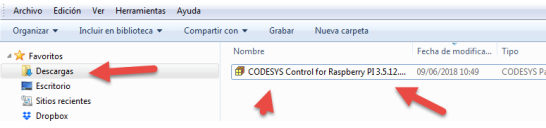 Archivo Edición Ver Herramientas Ayuda
Organizar Incluir en biblioteca Compartir con Grabar Nueva carpeta
Favoritos
Descargas
Escritorio
Sitios recientes
Dropbox
Nombre Fecha de modifica... Tipo
CODESYS Control for Raspberry PI 3.5.12.... 09/06/2018 10:49 CODESYS Pa